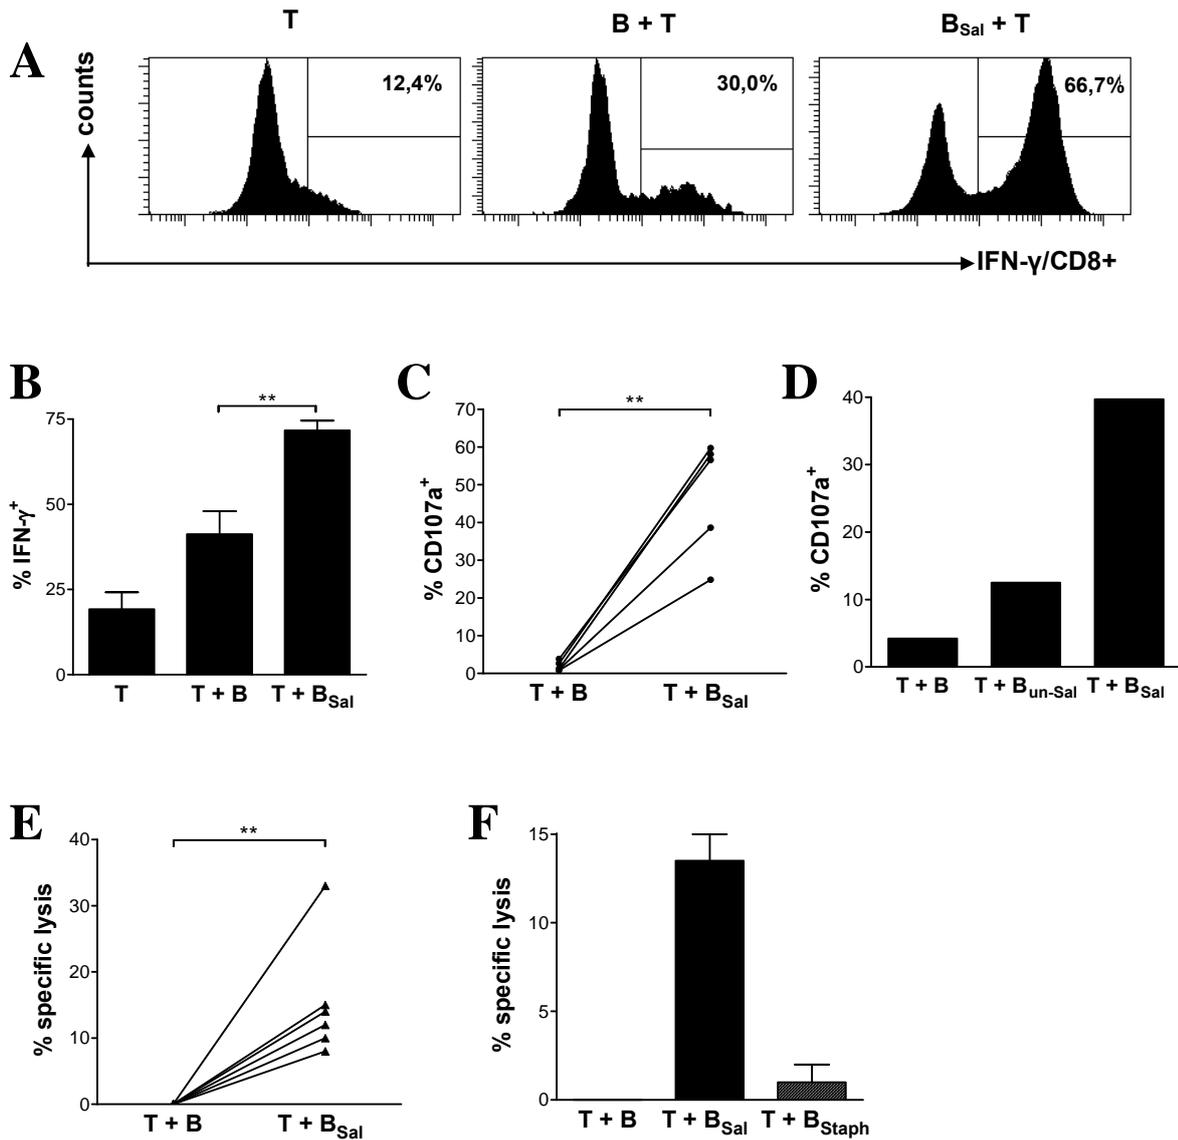 T
B + T
BSal + T
A
counts
12,4%
30,0%
66,7%
IFN-γ/CD8+
B
% IFN-γ+
75
50
25
0
**
T
T + B
T + BSal
C
% CD107a+
70
60
50
40
30
20
10
0
**
T + B
T + BSal
D
% CD107a+
40
30
20
10
0
T + B
T + Bun-Sal
T + BSal
E
% specific lysis
40
30
20
10
0
**
T + B
T + BSal
F
% specific lysis
15
10
5
0
T + B
T + BSal
T + BStaph